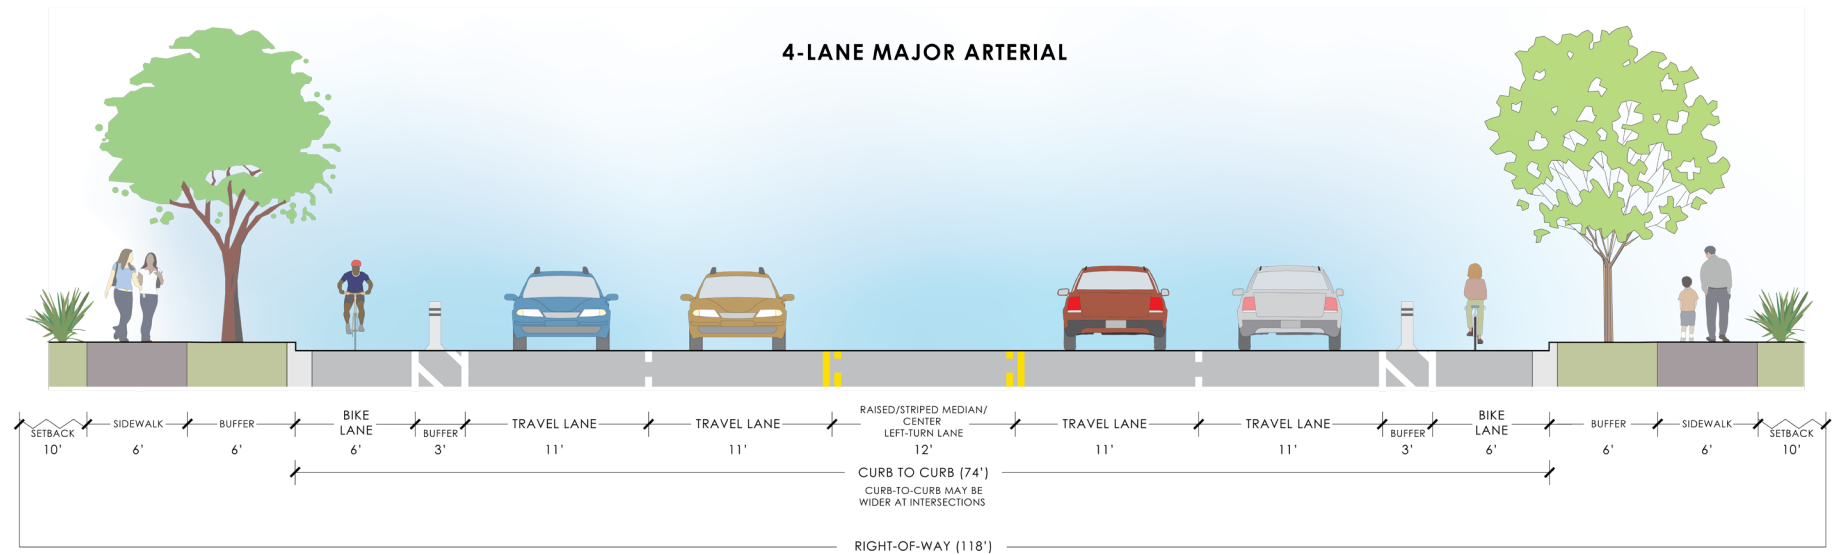 4-LANE MAJOR ARTERIAL
SETBACK
10'
SIDEWALK
6'
BUFFER
6'
BIKE
LANE
6'
BUFFER
3'
TRAVEL LANE
11'
TRAVEL LANE
11'
RAISED/STRIPED MEDIAN/
CENTER
LEFT-TURN LANE
12'
TRAVEL LANE
11'
TRAVEL LANE
11'
BUFFER
3'
BIKE
LANE
6'
BUFFER
6'
SIDEWALK
6'
SETBACK
10'
CURB TO CURB (74')
CURB-TO-CURB MAY BE
WIDER AT INTERSECTIONS
RIGHT-OF-WAY (118')